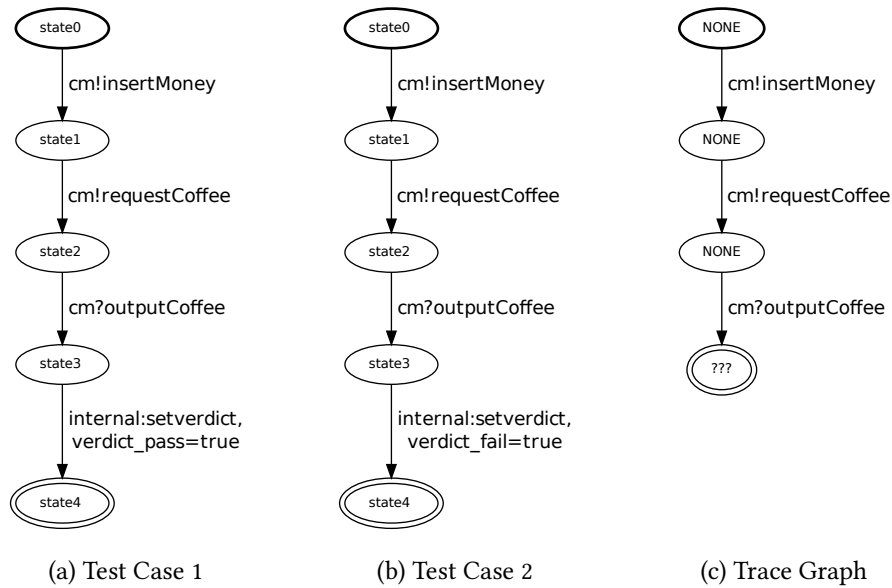 state0
cm!insertMoney
state1
cm!requestCoffee
state2
cm?outputCoffee
state3
internal:setverdict,
verdict_pass=true
state4
(a) Test Case 1
state0
cm!insertMoney
state1
cm!requestCoffee
state2
cm?outputCoffee
state3
internal:setverdict,
verdict_fail=true
state4
(b) Test Case 2
NONE
cm!insertMoney
NONE
cm!requestCoffee
NONE
cm?outputCoffee
???
(c) Trace Graph